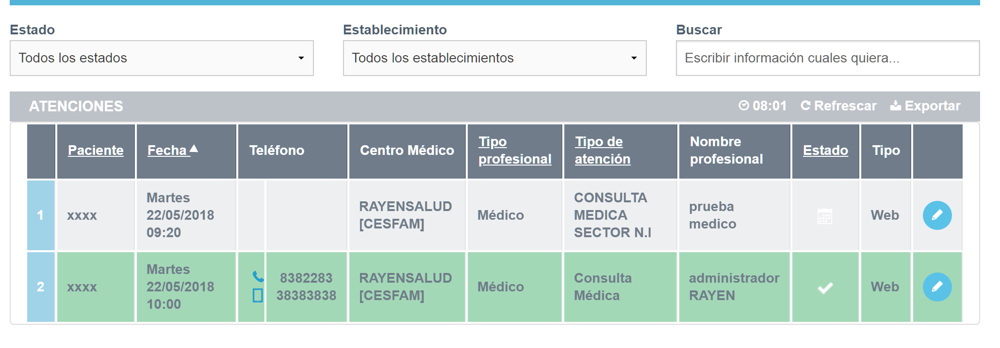 Estado
Establecimiento
Buscar
Todos los estados
Todos los establecimientos
Escribir información cuales quiera...
ATENCIONES
08:01
Refrescar
Exportar
Paciente
Fecha
Teléfono
Centro Médico
Tipo
profesional
Tipo de
atención
Nombre
profesional
Estado
Tipo
1
xxxx
Martes
22/05/2018
09:20
RAYENSALUD
[CESFAM]
Médico
CONSULTA
MEDICA
SECTOR N.I
prueba
medico
Web
2
xxxx
Martes
22/05/2018
10:00
8382283
38383838
RAYENSALUD
[CESFAM]
Médico
Consulta
Médica
administrador
RAYEN
Web